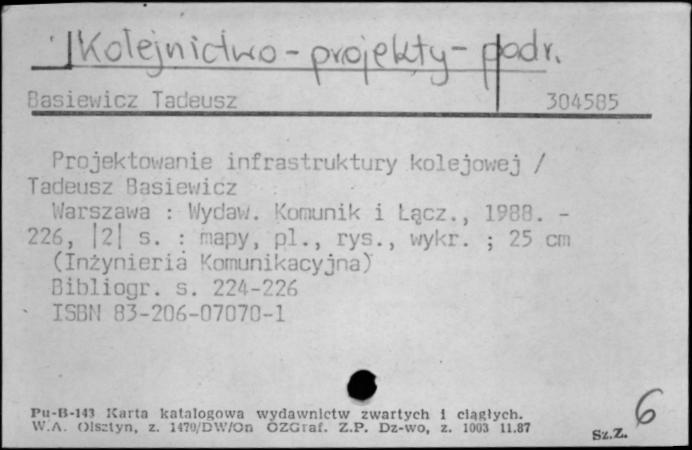 Kolejnictwo - projekty - podr.
Basiewicz Tadeusz 304585
Projektowanie infrastruktury kolejowej /
Tadeusz Basiewicz
Warszawa : Wydaw. Komunik i Łącz., 1988. -
226, |2| s. : mapy, pl., rys., wykr. ; 25 cm
(Inżynieria Komunikacyjna)
Bibliogr. s. 224-226
ISBN 83-206-07070-1
Pu-B-143 Karta katalogowa wydawnictw zwartych i ciągłych.
W.A. Olsztyn, z. 1470/DW/On OZGraf. Z.P. Dz-wo, z. 1003 11.87
Sz.Z. 6